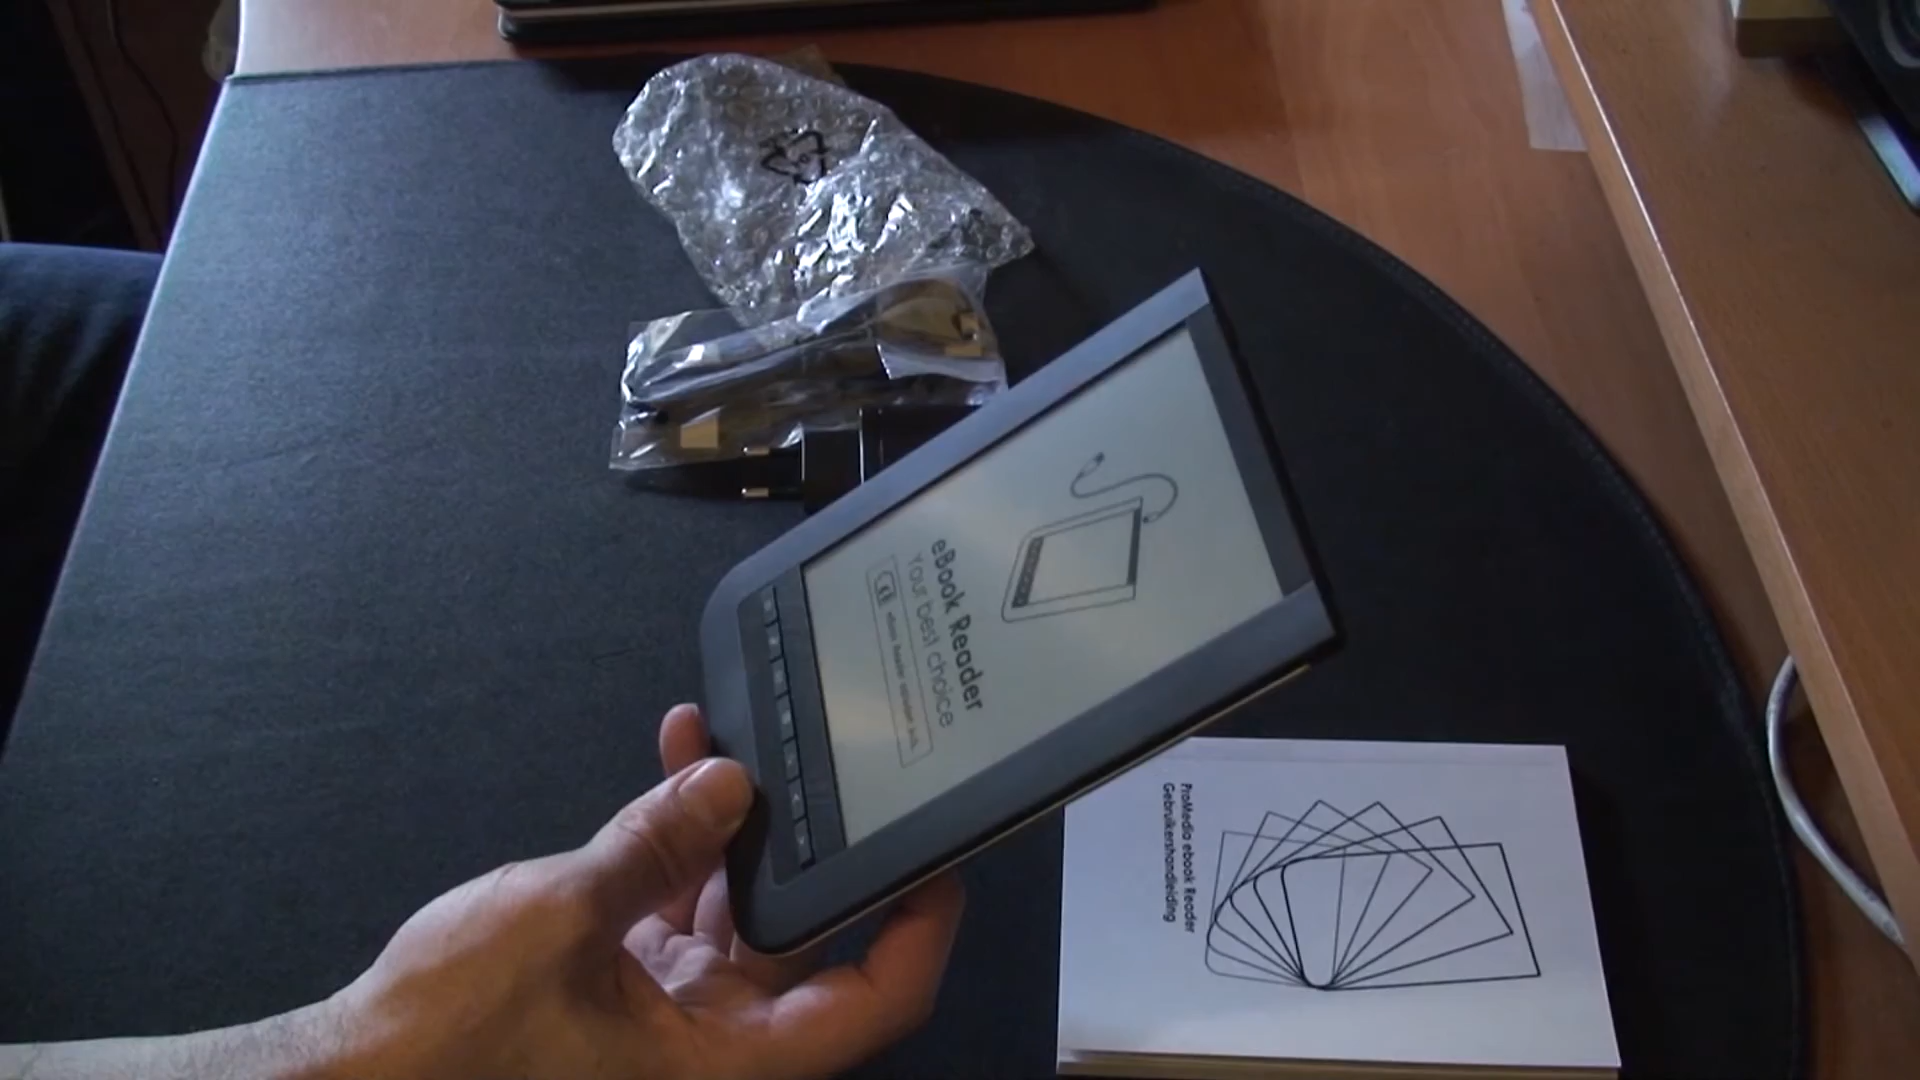 eBook Reader
Your best choice
ProMedia ebook Reader
Gebruikershandleiding